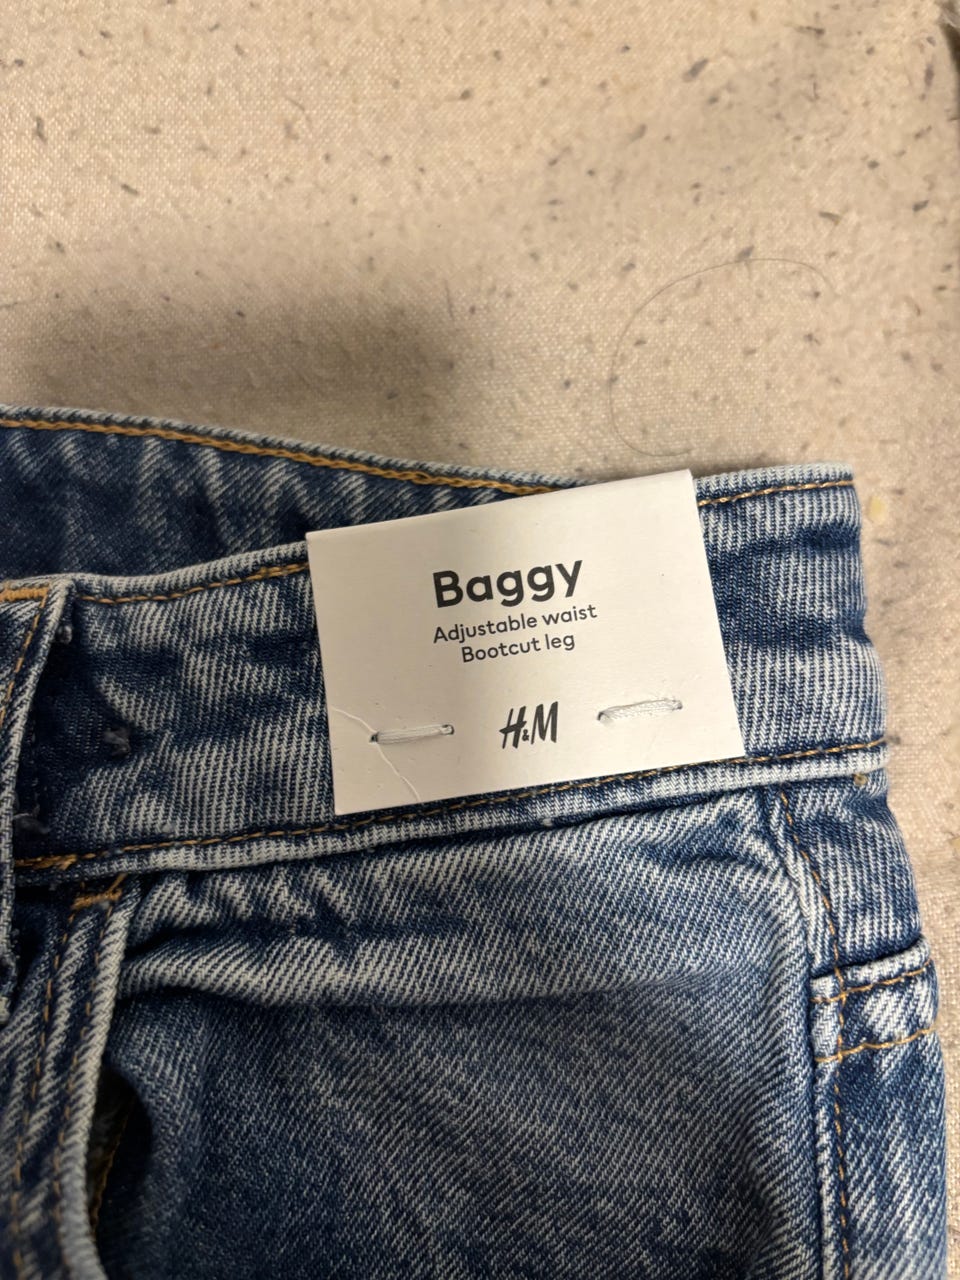 Baggy
Adjustable waist
Bootcut leg
H&M